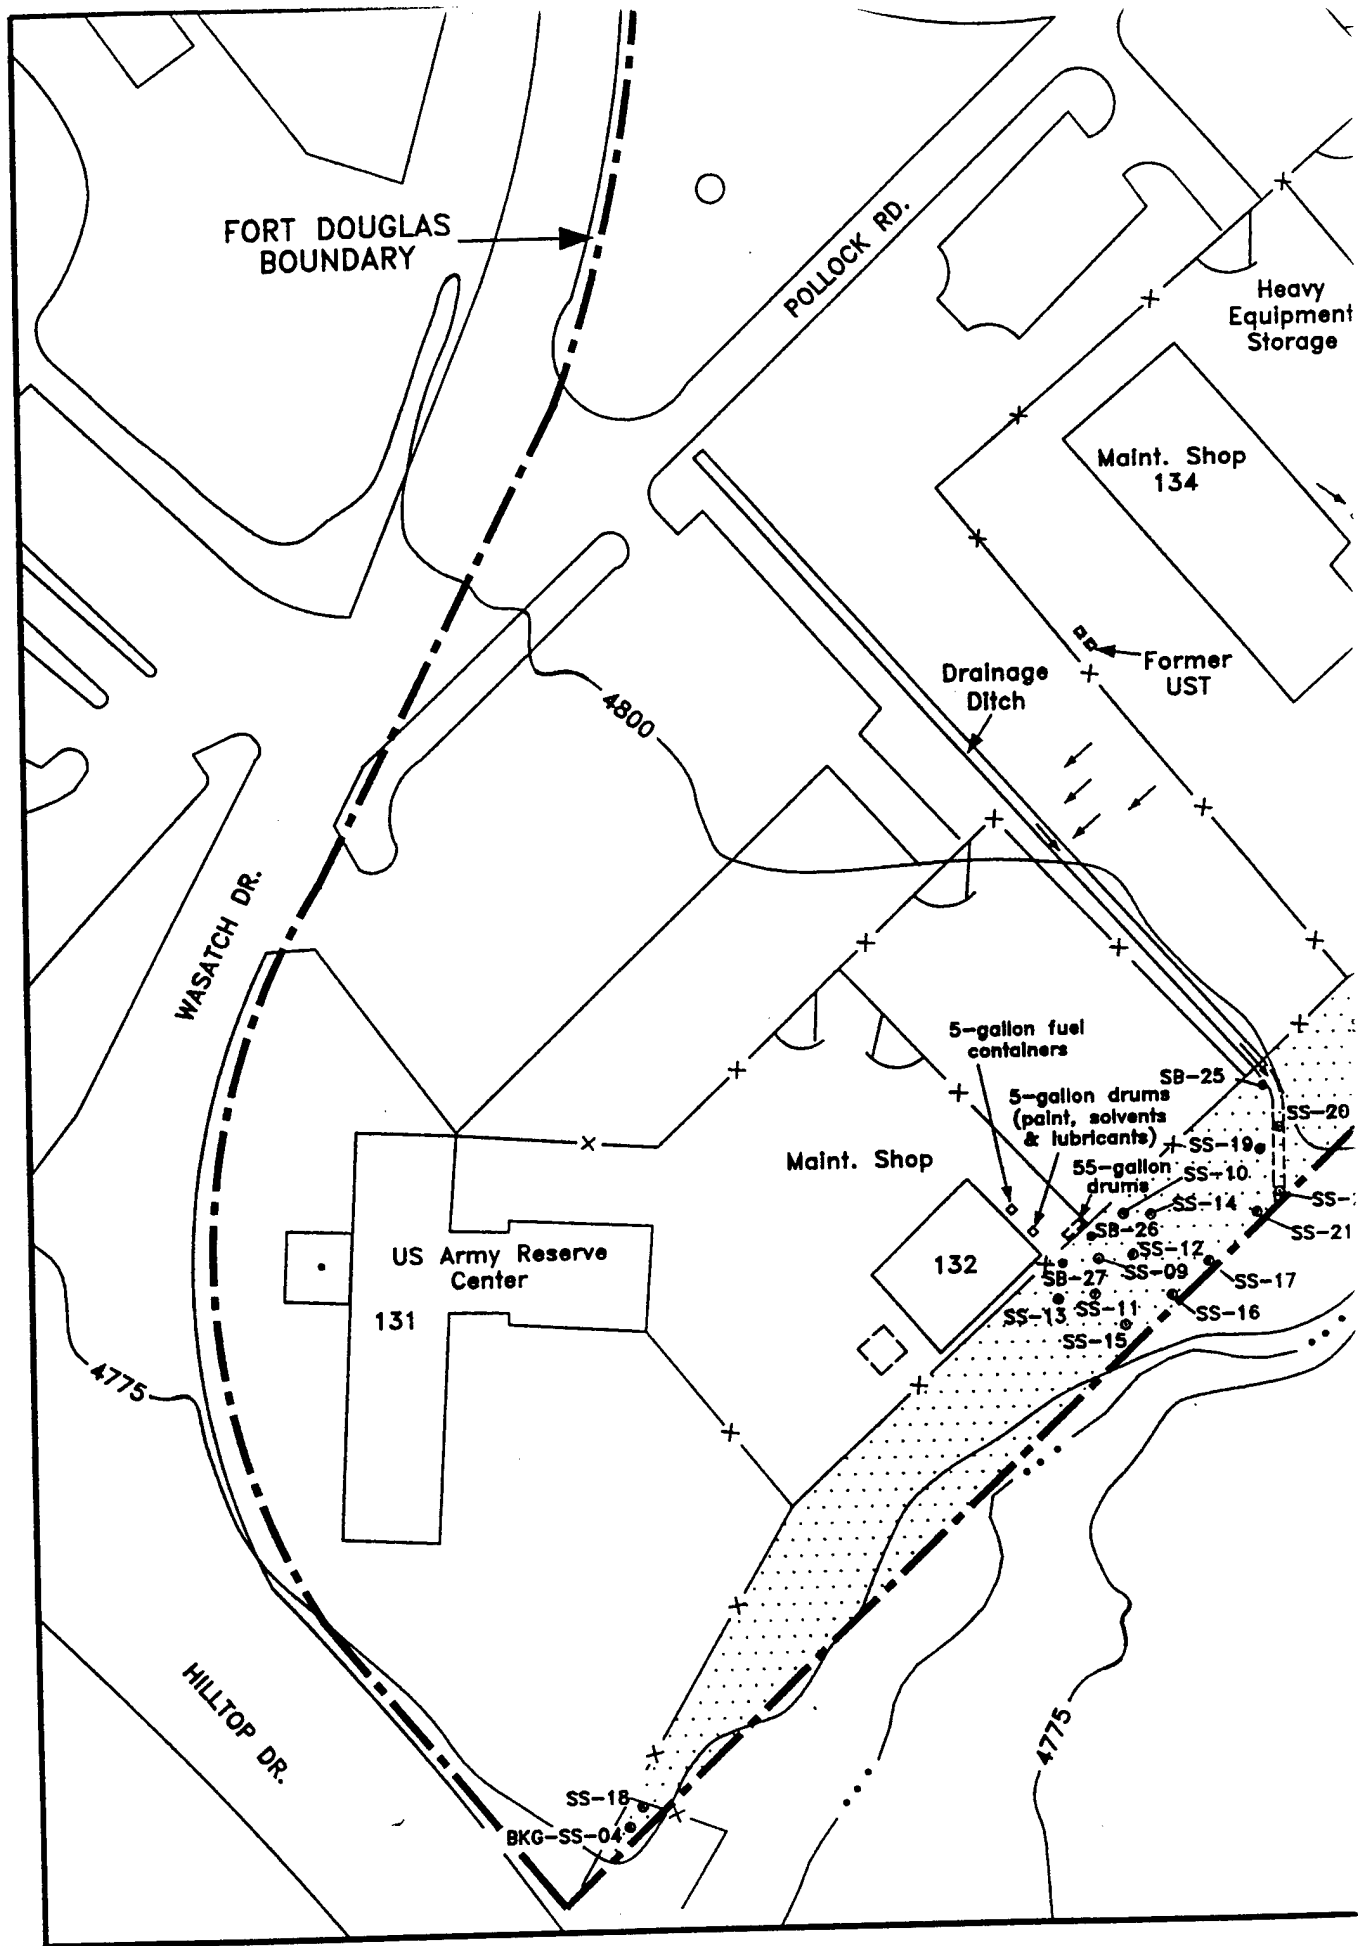 FORT DOUGLAS
BOUNDARY
POLLOCK RD.
Heavy
Equipment
Storage
Maint. Shop
134
Former
UST
Drainage
Ditch
4800
WASATCH DR.
5-gallon fuel
containers
SB-25
5-gallon drums
(paint, solvents
& lubricants)
SS-20
SS-19
Maint. Shop
55-gallon
drums
SS-10
SS-14
SS-21
SB-26
US Army Reserve
Center
132
SS-12
SS-09
SS-17
SB-27
131
SS-13
SS-11
SS-16
SS-15
4775
HILLTOP DR.
4775
SS-18
BKG-SS-04